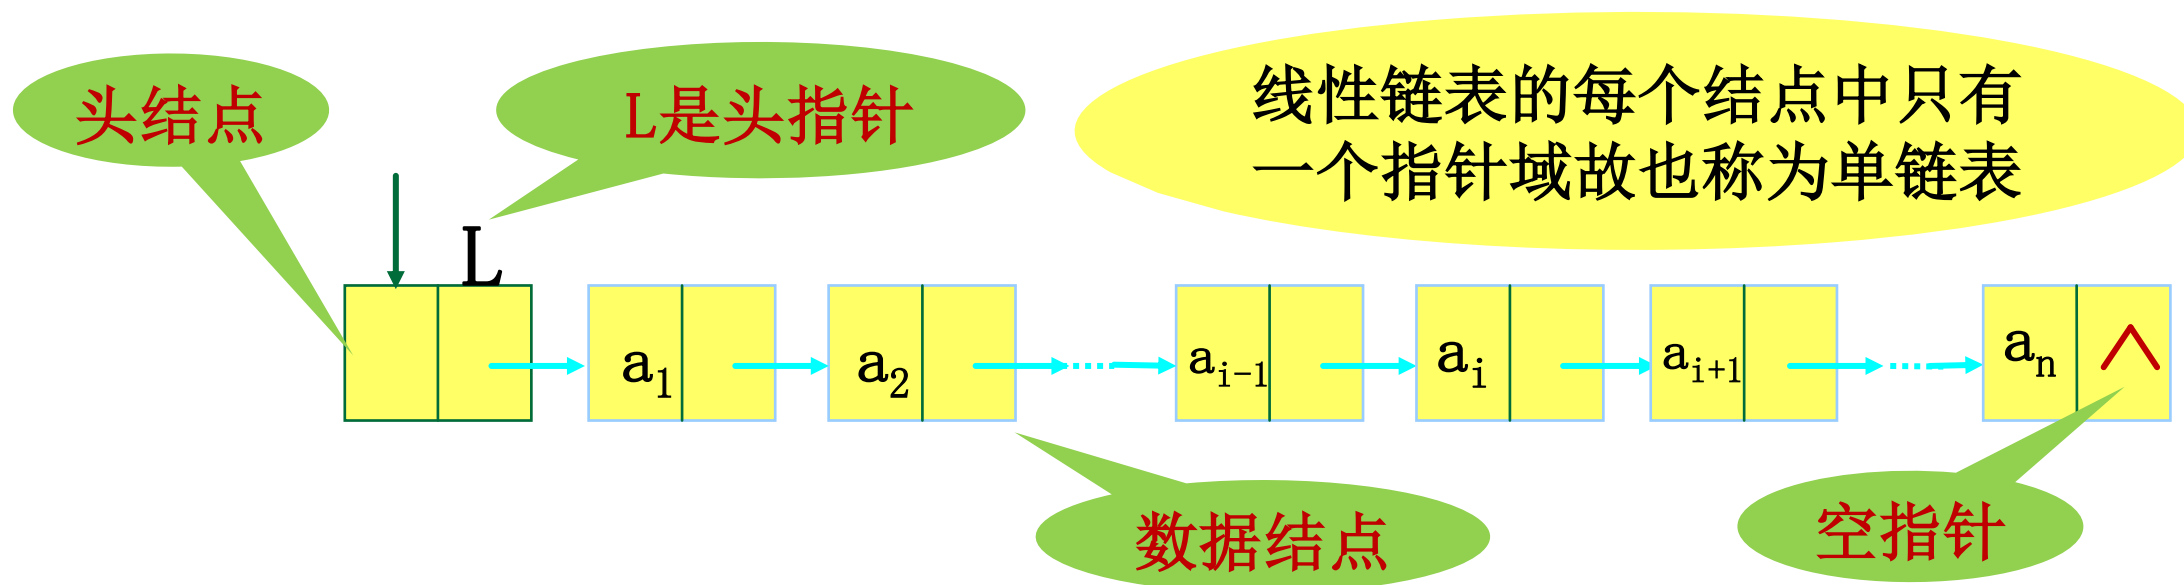 头结点
L是头指针
线性链表的每个结点中只有
一个指针域故也称为单链表
L
a1
a2
ai-1
ai
ai+1
an
∧
数据结点
空指针